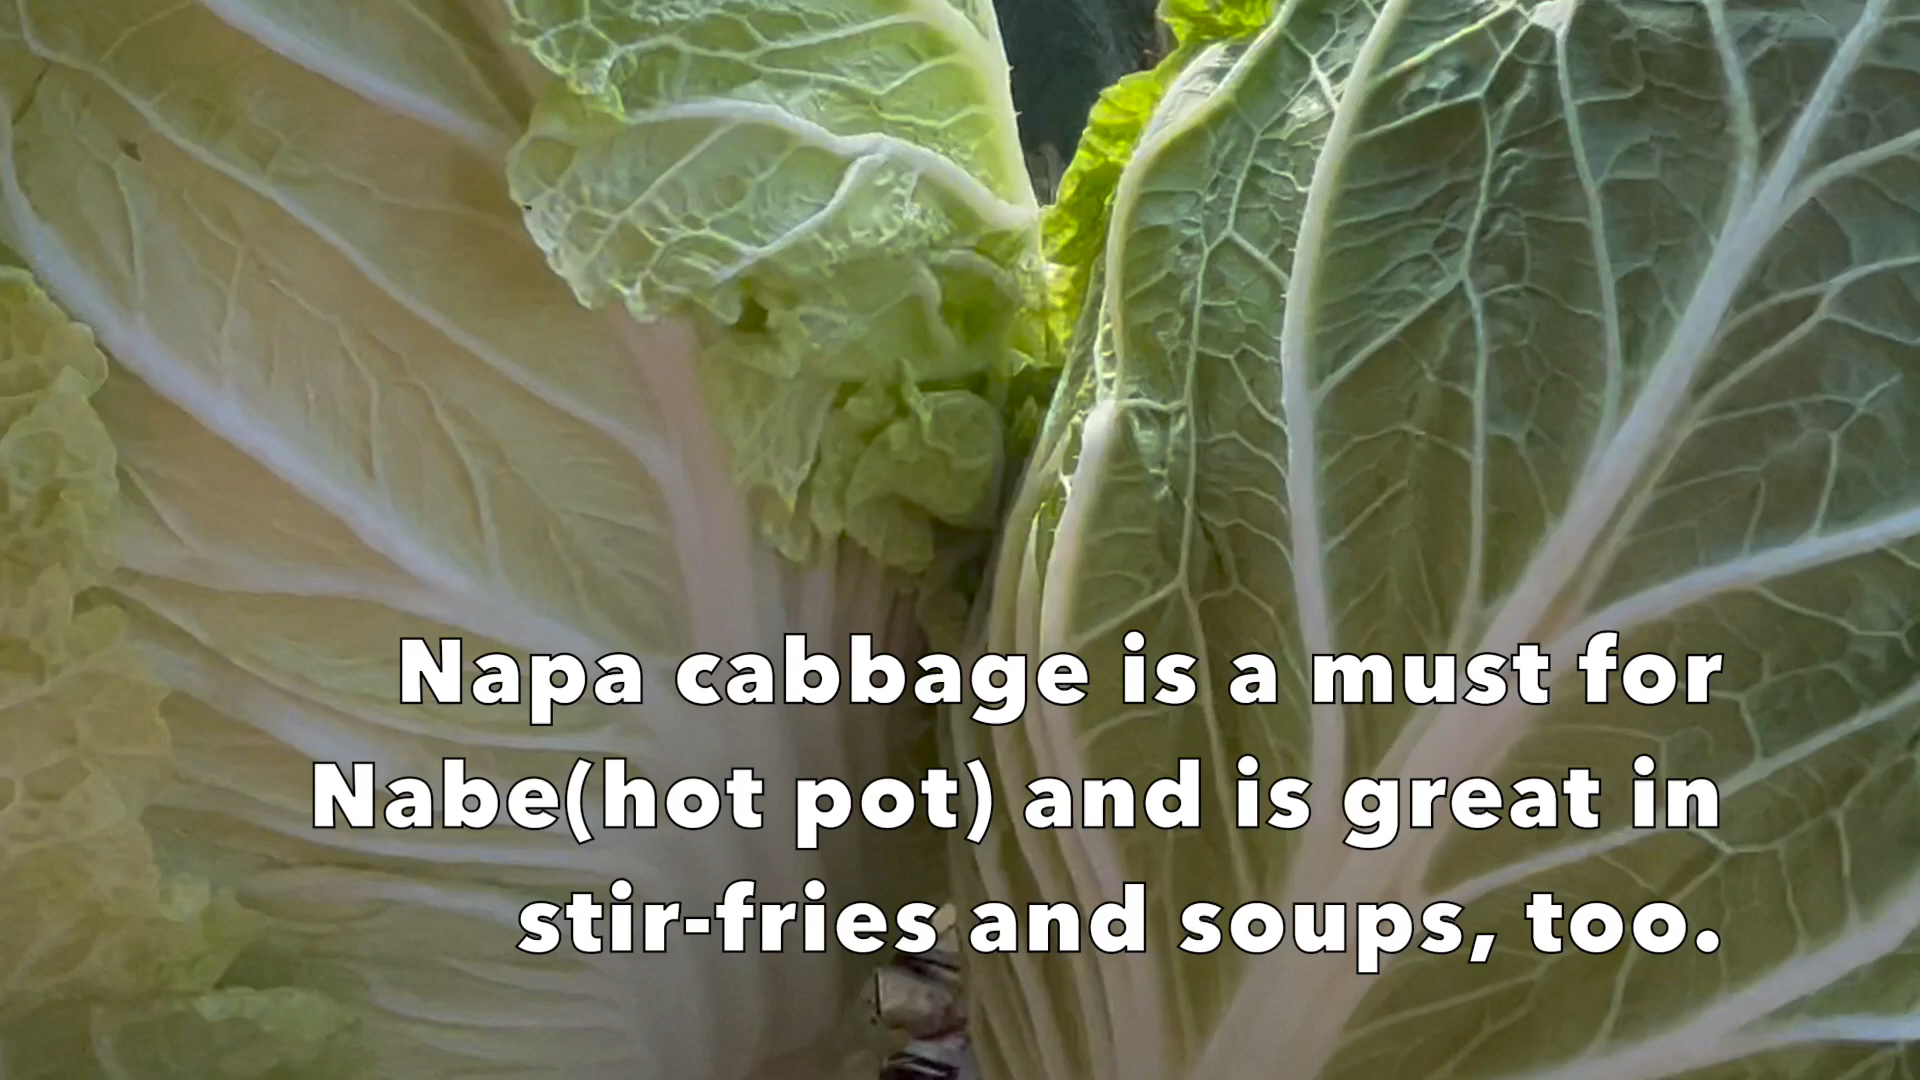 Napa cabbage is a must for
Nabe(hot pot) and is great in
stir-fries and soups, too.